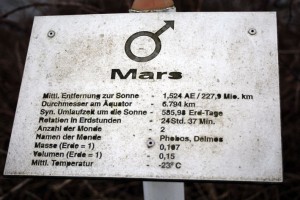 Mars
Mittl. Entfernung zur Sonne - 1,524 AE / 227,9 Mio. km
Durchmesser am Äquator - 6.794 km
Syn. Umlaufzeit um die Sonne - 585,98 Erd-Tage
Rotation in Erdstunden - 24 Std. 37 Min.
Anzahl der Monde - 2
Namen der Monde - Phobos, Deimos
Masse (Erde = 1) - 0,107
Volumen (Erde = 1) - 0,15
Mittl. Temperatur - -23° C